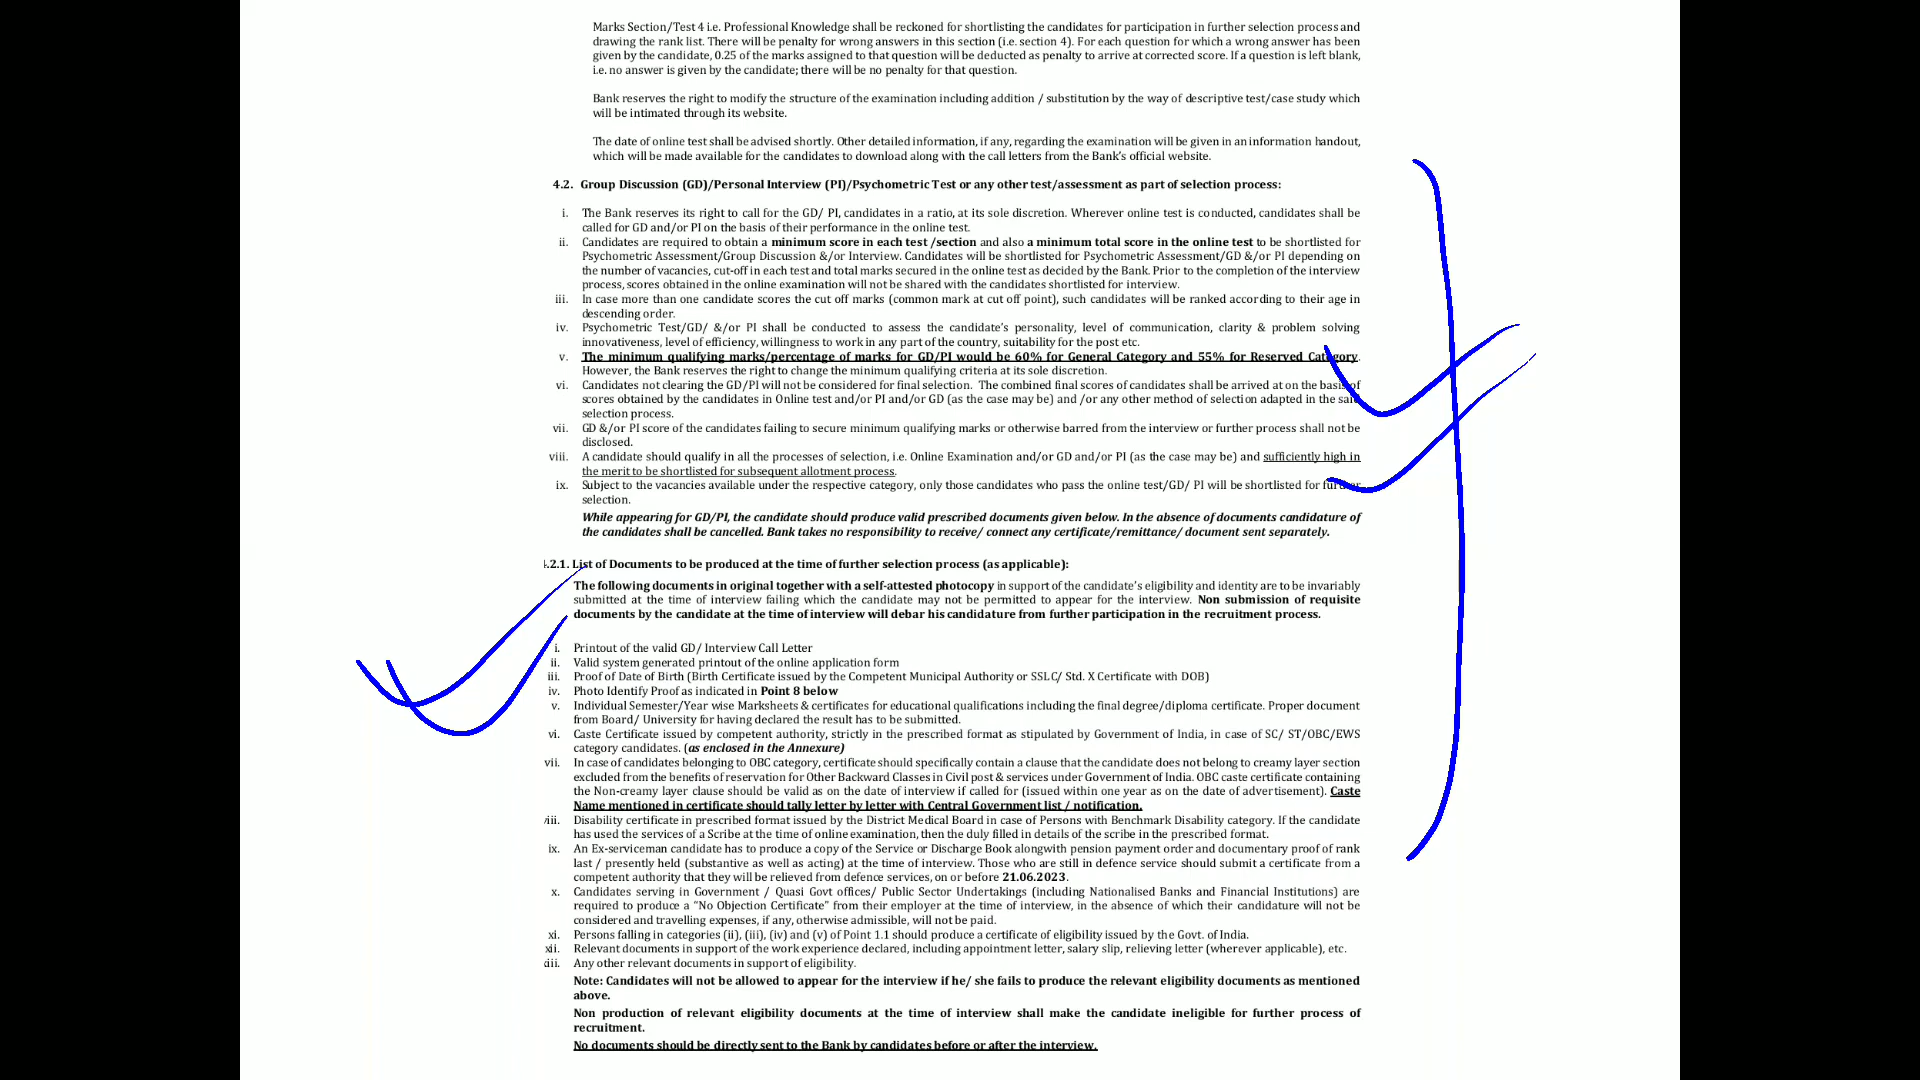 Marks Section/Test 4 i.e. Professional Knowledge shall be reckoned for shortlisting the candidates for participation in further selection process and
drawing the rank list. There will be penalty for wrong answers in this section (i.e. section 4). For each question for which a wrong answer has been
given by the candidate, 0.25 of the marks assigned to that question will be deducted as penalty to arrive at corrected score. If a question is left blank,
i.e. no answer is given by the candidate; there will be no penalty for that question.
Bank reserves the right to modify the structure of the examination including addition / substitution by the way of descriptive test/case study which
will be intimated through its website.
The date of online test shall be advised shortly. Other detailed information, if any, regarding the examination will be given in an information handout,
which will be made available for the candidates to download along with the call letters from the Bank's official website.
4.2. Group Discussion (GD)/Personal Interview (PI)/Psychometric Test or any other test/assessment as part of selection process:
i. The Bank reserves its right to call for the GD/ PI, candidates in a ratio, at its sole discretion. Wherever online test is conducted, candidates shall be
called for GD and/or PI on the basis of their performance in the online test.
ii. Candidates are required to obtain a minimum score in each test /section and also a minimum total score in the online test to be shortlisted for
Psychometric Assessment/Group Discussion &/or Interview. Candidates will be shortlisted for Psychometric Assessment/GD &/or PI depending on
the number of vacancies, cut-off in each test and total marks secured in the online test as decided by the Bank. Prior to the completion of the interview
process, scores obtained in the online examination will not be shared with the candidates shortlisted for interview.
iii. In case more than one candidate scores the cut off marks (common mark at cut off point), such candidates will be ranked according to their age in
descending order.
iv. Psychometric Test/GD/ &/or PI shall be conducted to assess the candidate's personality, level of communication, clarity & problem solving
innovativeness, level of efficiency, willingness to work in any part of the country, suitability for the post etc.
v. The minimum qualifying marks/percentage of marks for GD/PI would be 60% for General Category and 55% for Reserved Category.
However, the Bank reserves the right to change the minimum qualifying criteria at its sole discretion.
vi. Candidates not clearing the GD/PI will not be considered for final selection. The combined final scores of candidates shall be arrived at on the basis of
scores obtained by the candidates in Online test and/or PI and/or GD (as the case may be) and /or any other method of selection adapted in the said
selection process.
vii. GD &/or PI score of the candidates failing to secure minimum qualifying marks or otherwise barred from the interview or further process shall not be
disclosed.
viii. A candidate should qualify in all the processes of selection, i.e. Online Examination and/or GD and/or PI (as the case may be) and sufficiently high in
the merit to be shortlisted for subsequent allotment process.
ix. Subject to the vacancies available under the respective category, only those candidates who pass the online test/GD/ PI will be shortlisted for further
selection.
While appearing for GD/PI, the candidate should produce valid prescribed documents given below. In the absence of documents candidature of
the candidates shall be cancelled. Bank takes no responsibility to receive/ connect any certificate/remittance/ document sent separately.
.2.1. List of Documents to be produced at the time of further selection process (as applicable):
The following documents in original together with a self-attested photocopy in support of the candidate's eligibility and identity are to be invariably
submitted at the time of interview failing which the candidate may not be permitted to appear for the interview. Non submission of requisite
documents by the candidate at the time of interview will debar his candidature from further participation in the recruitment process.
i. Printout of the valid GD/ Interview Call Letter
ii. Valid system generated printout of the online application form
iii. Proof of Date of Birth (Birth Certificate issued by the Competent Municipal Authority or SSLC/ Std. X Certificate with DOB)
iv. Photo Identify Proof as indicated in Point 8 below
v. Individual Semester/Year wise Marksheets & certificates for educational qualifications including the final degree/diploma certificate. Proper document
from Board/ University for having declared the result has to be submitted.
vi. Caste Certificate issued by competent authority, strictly in the prescribed format as stipulated by Government of India, in case of SC/ ST/OBC/EWS
category candidates. (as enclosed in the Annexure)
vii. In case of candidates belonging to OBC category, certificate should specifically contain a clause that the candidate does not belong to creamy layer section
excluded from the benefits of reservation for Other Backward Classes in Civil post & services under Government of India. OBC caste certificate containing
the Non-creamy layer clause should be valid as on the date of interview if called for (issued within one year as on the date of advertisement). Caste
Name mentioned in certificate should tally letter by letter with Central Government list / notification.
viii. Disability certificate in prescribed format issued by the District Medical Board in case of Persons with Benchmark Disability category. If the candidate
has used the services of a Scribe at the time of online examination, then the duly filled in details of the scribe in the prescribed format.
ix. An Ex-serviceman candidate has to produce a copy of the Service or Discharge Book alongwith pension payment order and documentary proof of rank
last / presently held (substantive as well as acting) at the time of interview. Those who are still in defence service should submit a certificate from a
competent authority that they will be relieved from defence services, on or before 21.06.2023.
x. Candidates serving in Government / Quasi Govt offices/ Public Sector Undertakings (including Nationalised Banks and Financial Institutions) are
required to produce a “No Objection Certificate” from their employer at the time of interview, in the absence of which their candidature will not be
considered and travelling expenses, if any, otherwise admissible, will not be paid.
xi. Persons falling in categories (ii), (iii), (iv) and (v) of Point 1.1 should produce a certificate of eligibility issued by the Govt. of India.
xii. Relevant documents in support of the work experience declared, including appointment letter, salary slip, relieving letter (wherever applicable), etc.
xiii. Any other relevant documents in support of eligibility.
Note: Candidates will not be allowed to appear for the interview if he/ she fails to produce the relevant eligibility documents as mentioned
above.
Non production of relevant eligibility documents at the time of interview shall make the candidate ineligible for further process of
recruitment.
No documents should be directly sent to the Bank by candidates before or after the interview.